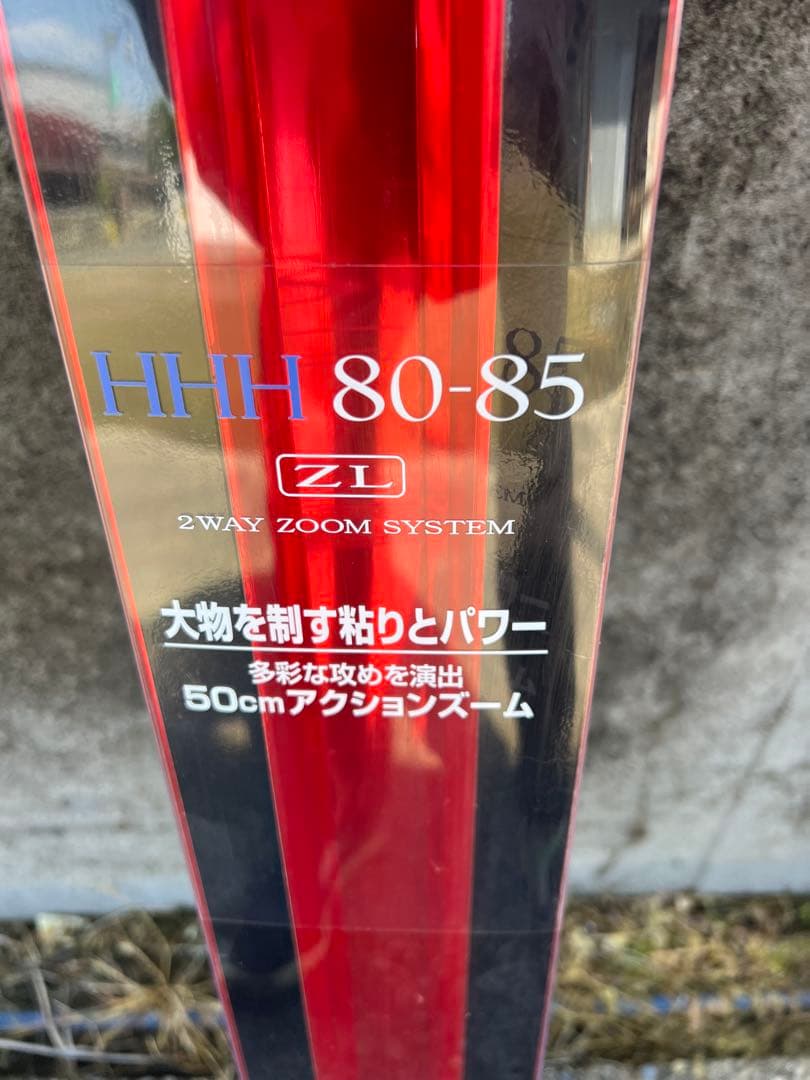 HHH 80-85
ZL
2WAY ZOOM SYSTEM
大物を制す粘りとパワー
多彩な攻めを演出
50cmアクションズーム